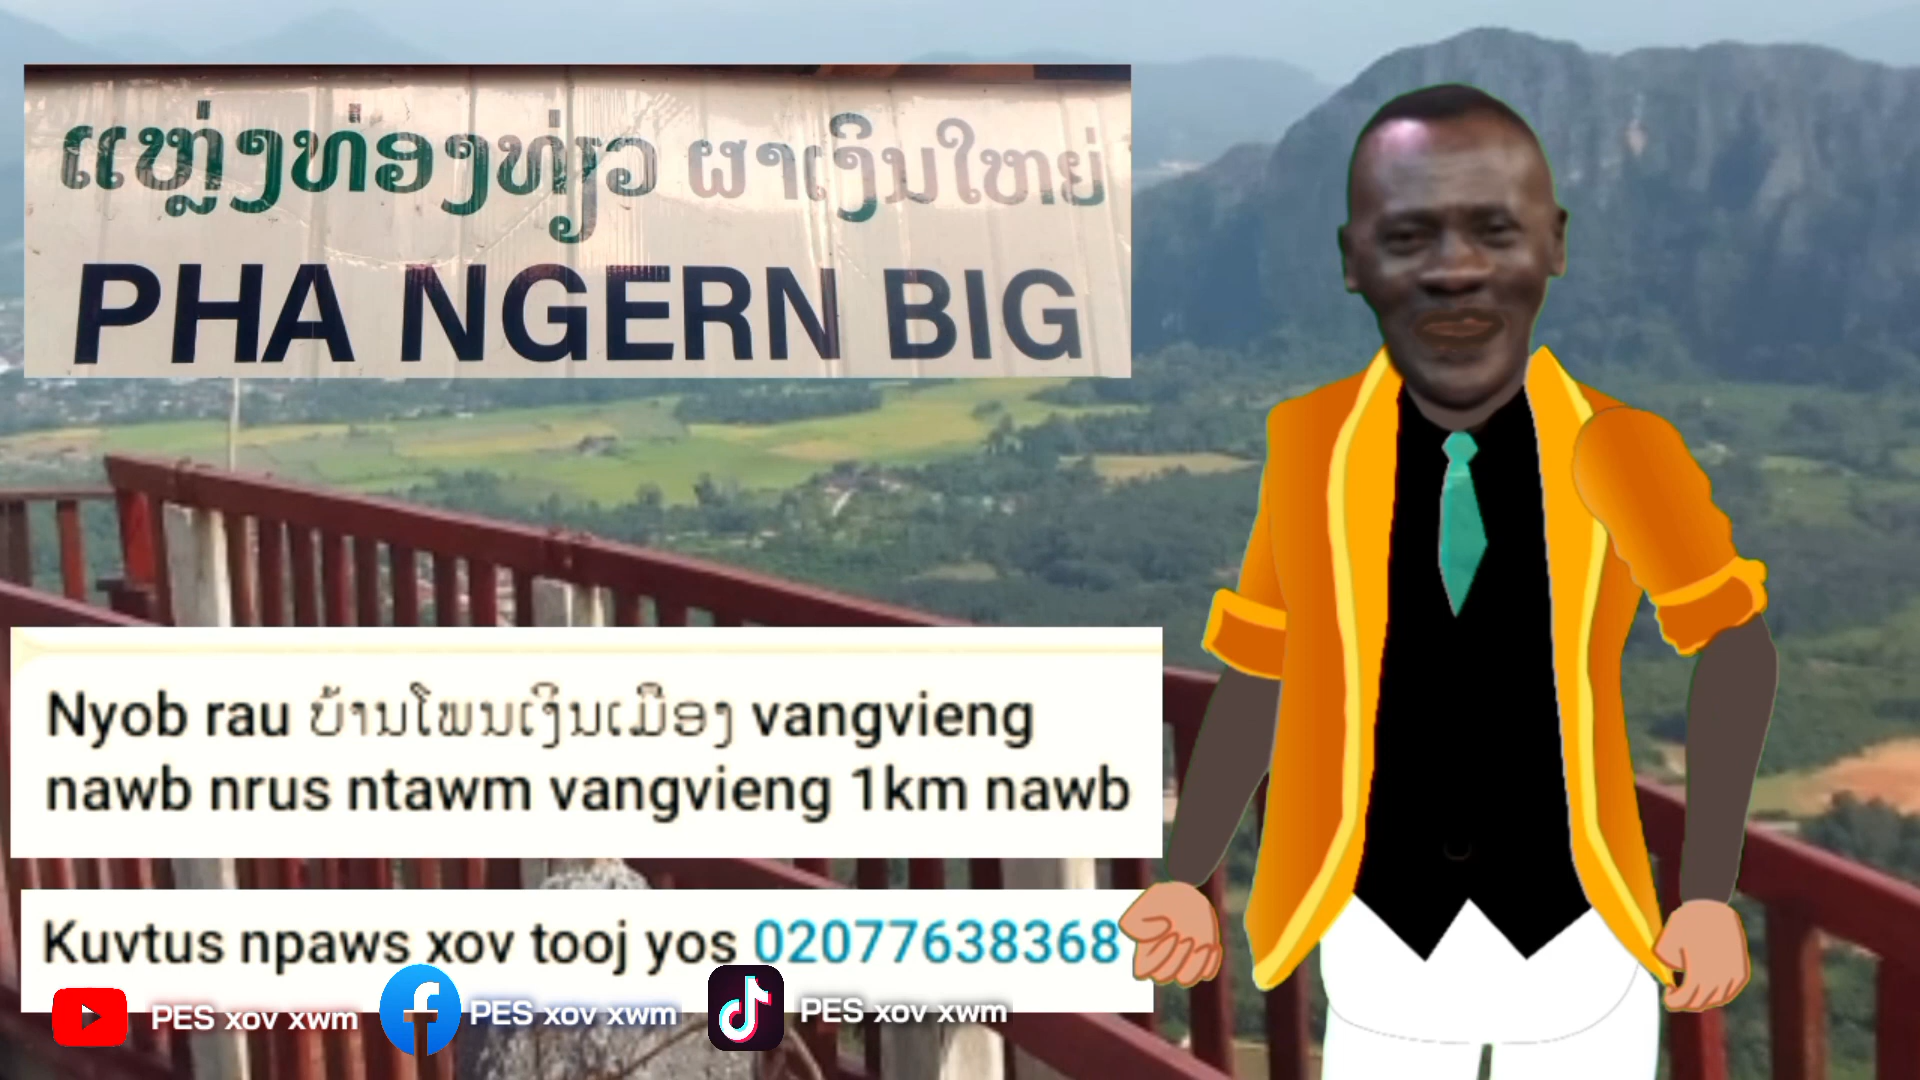 ແຫຼ່ງທ່ອງທ່ຽວ ຜາເງິນໃຫຍ່
PHA NGERN BIG
Nyob rau ບ້ານໂພນເງິນເມືອງ vangvieng
nawb nrus ntawm vangvieng 1km nawb
Kuvtus npaws xov tooj yos 02077638368
PES xov xwm PES xov xwm PES xov xwm